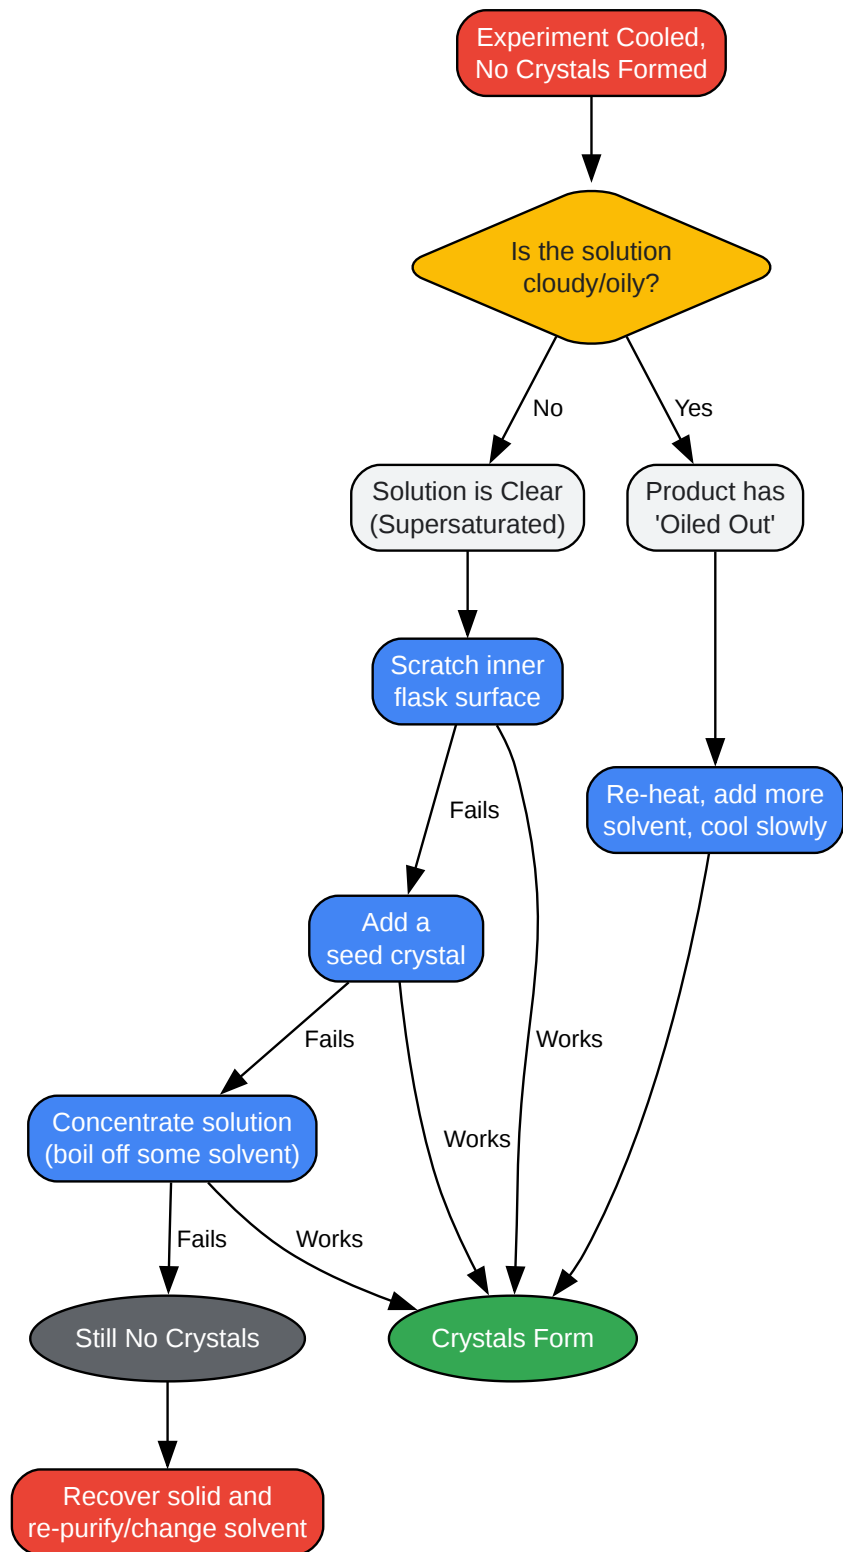 Experiment Cooled,
No Crystals Formed
Is the solution
cloudy/oily?
No
Yes
Solution is Clear
(Supersaturated)
Product has
'Oiled Out'
Scratch inner
flask surface
Re-heat, add more
solvent, cool slowly
Fails
Add a
seed crystal
Fails
Works
Concentrate solution
(boil off some solvent)
Works
Fails
Works
Still No Crystals
Crystals Form
Recover solid and
re-purify/change solvent